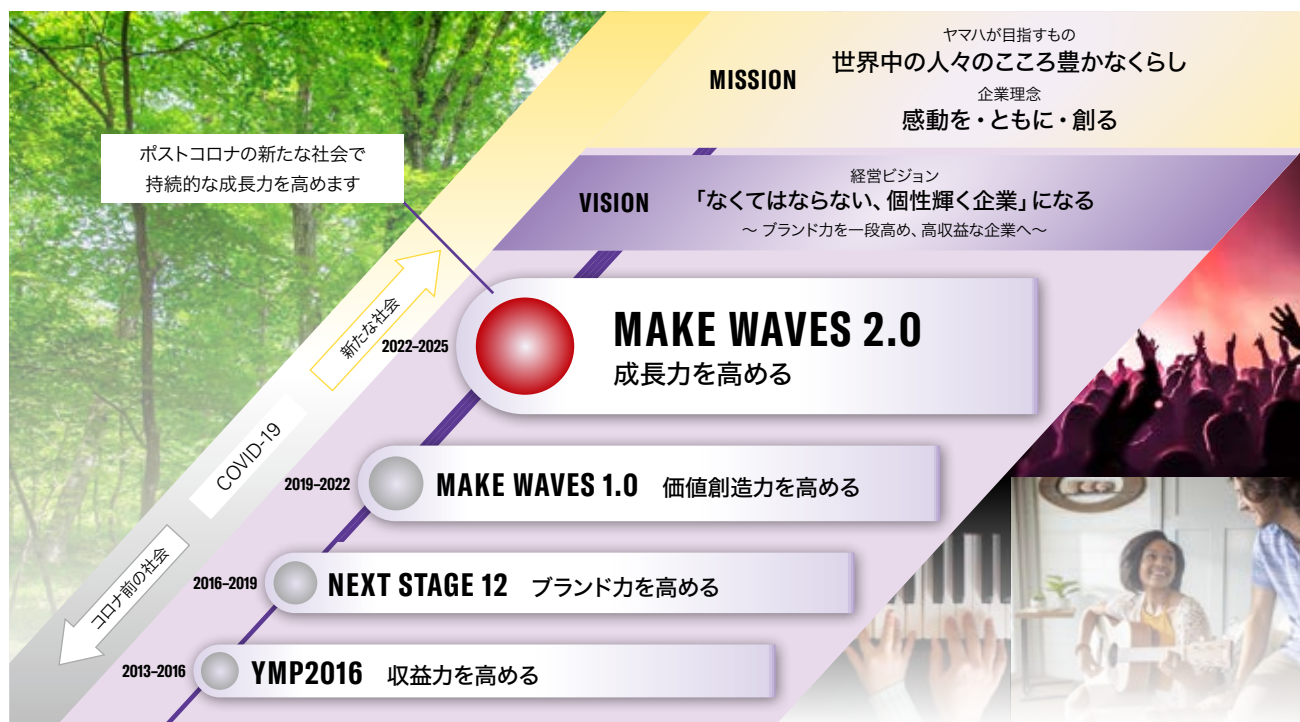 ヤマハが目指すもの
MISSION
世界中の人々のこころ豊かなくらし
企業理念
感動を・ともに・創る
ポストコロナの新たな社会で
持続的な成長力を高めます
経営ビジョン
VISION
「なくてはならない、個性輝く企業」になる
〜 ブランド力を一段高め、高収益な企業へ〜
新たな社会
2022–2025
MAKE WAVES 2.0
成長力を高める
COVID-19
2019–2022
MAKE WAVES 1.0 価値創造力を高める
コロナ前の社会
2016–2019
NEXT STAGE 12 ブランド力を高める
2013–2016
YMP2016 収益力を高める